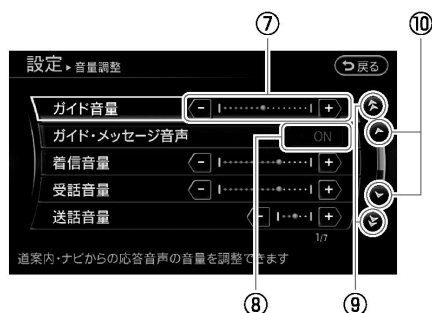 ⑦
⑩
設定▸音量調整
戻る
ガイド音量 - +
ガイド・メッセージ音声 ON
着信音量 - +
受話音量 - +
送話音量 - +
1/7
道案内・ナビからの応答音声の音量を調整できます
⑧
⑨